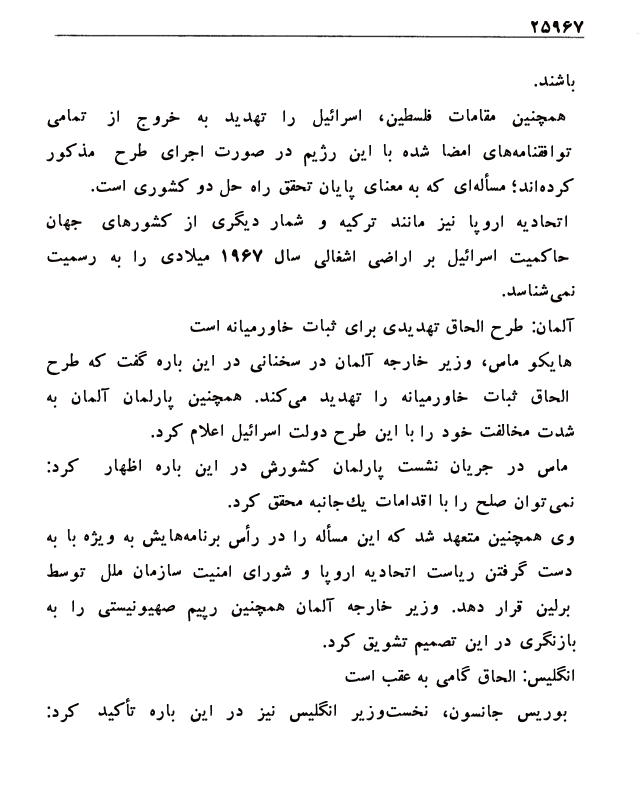 ۲۵۹۶۷
باشند.
همچنین مقامات فلسطین، اسرائیل را تهدید به خروج از تمامی
توافقنامه‌های امضا شده با این رژیم در صورت اجرای طرح مذکور
کرده‌اند؛ مسأله‌ای که به معنای پایان تحقق راه حل دو کشوری است.
اتحادیه اروپا نیز مانند ترکیه و شمار دیگری از کشورهای جهان
حاکمیت اسرائیل بر اراضی اشغالی سال ۱۹۶۷ میلادی را به رسمیت
نمی‌شناسد.
آلمان: طرح الحاق تهدیدی برای ثبات خاورمیانه است
هایکو ماس، وزیر خارجه آلمان در سخنانی در این باره گفت که طرح
الحاق ثبات خاورمیانه را تهدید می‌کند. همچنین پارلمان آلمان به
شدت مخالفت خود را با این طرح دولت اسرائیل اعلام کرد.
ماس در جریان نشست پارلمان کشورش در این باره اظهار کرد:
نمی‌توان صلح را با اقدامات یك‌جانبه محقق کرد.
وی همچنین متعهد شد که این مسأله را در رأس برنامه‌هایش به ویژه با به
دست گرفتن ریاست اتحادیه اروپا و شورای امنیت سازمان ملل توسط
برلین قرار دهد. وزیر خارجه آلمان همچنین رپیم صهیونیستی را به
بازنگری در این تصمیم تشویق کرد.
انگلیس: الحاق گامی به عقب است
بوریس جانسون، نخست‌وزیر انگلیس نیز در این باره تأکید کرد: